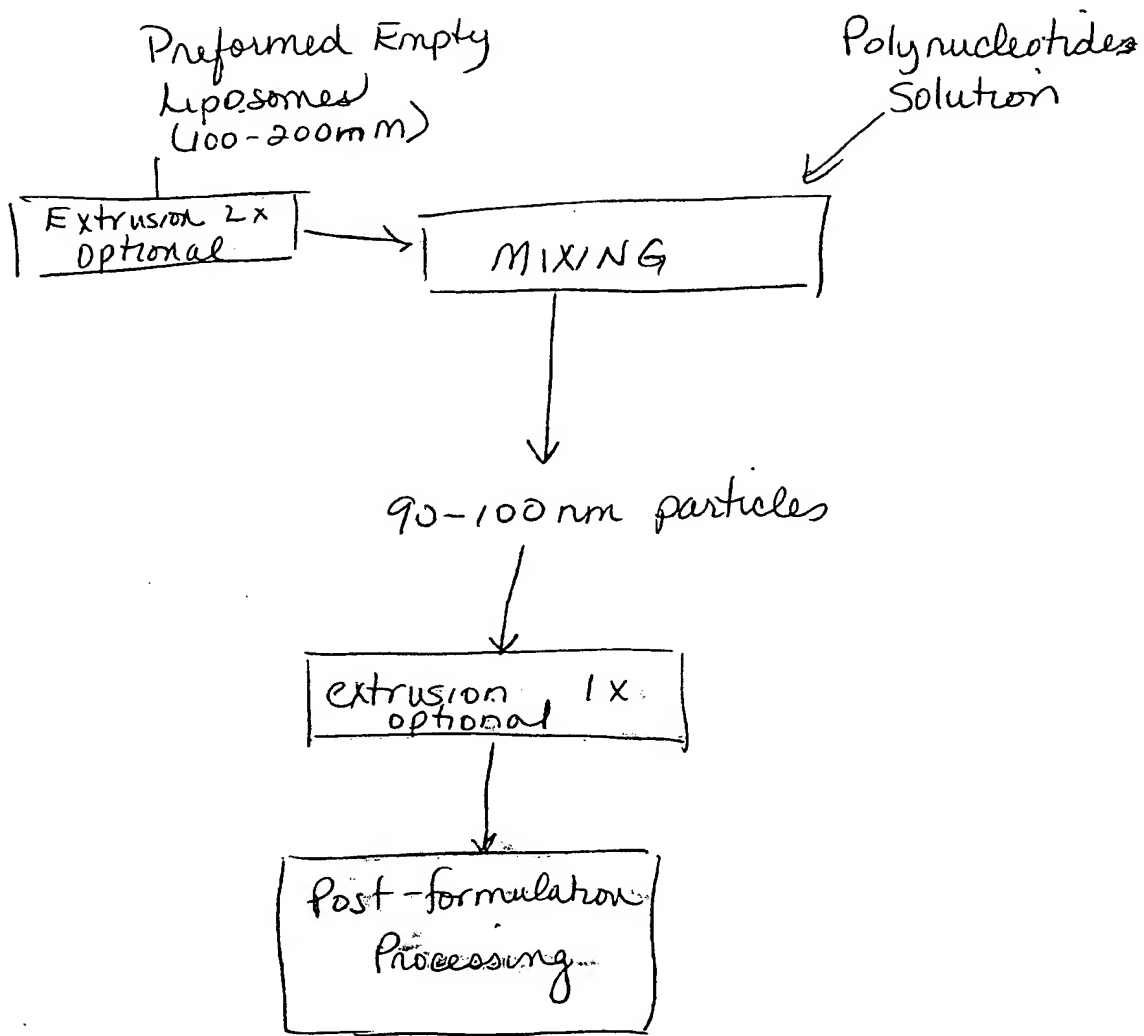 Preformed Empty
Liposomes
(100-200mm)
Polynucleotides
Solution
Extrusion 2x
optional
MIXING
90-100nm particles
extrusion 1x
optional
Post-formulation
Processing